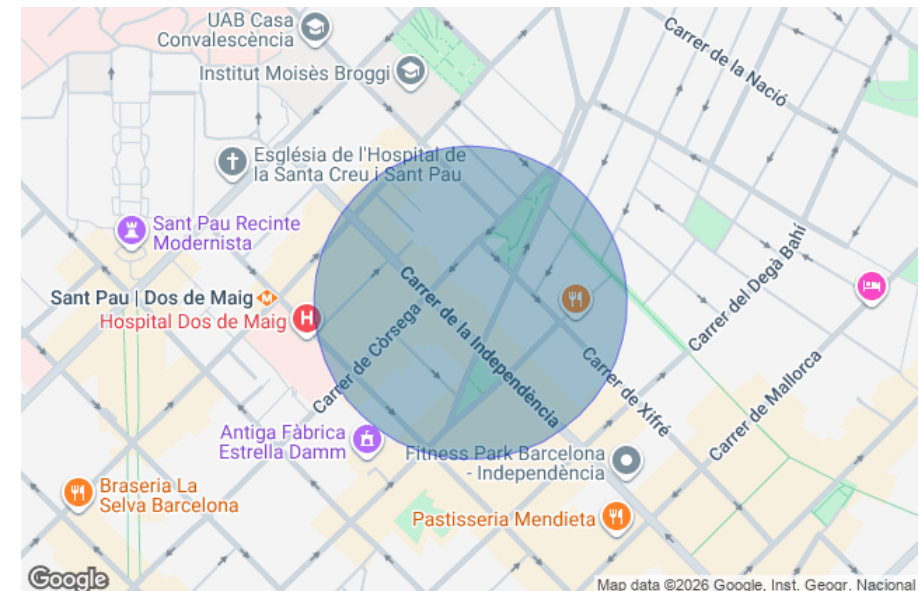 UAB Casa
Convalescència
Carrer de la Nació
Institut Moisès Broggi
Església de l'Hospital de
la Santa Creu i Sant Pau
Sant Pau Recinte
Modernista
Carrer del Degà Bahí
Sant Pau | Dos de Maig
M
Hospital Dos de Maig
H
Carrer de la Independència
Carrer de Còrsega
Carrer de Xifré
Carrer de Mallorca
Antiga Fàbrica
Estrella Damm
Fitness Park Barcelona
- Independència
Braseria La
Selva Barcelona
Pastisseria Mendieta
Google
Map data ©2026 Google, Inst. Geogr. Nacional